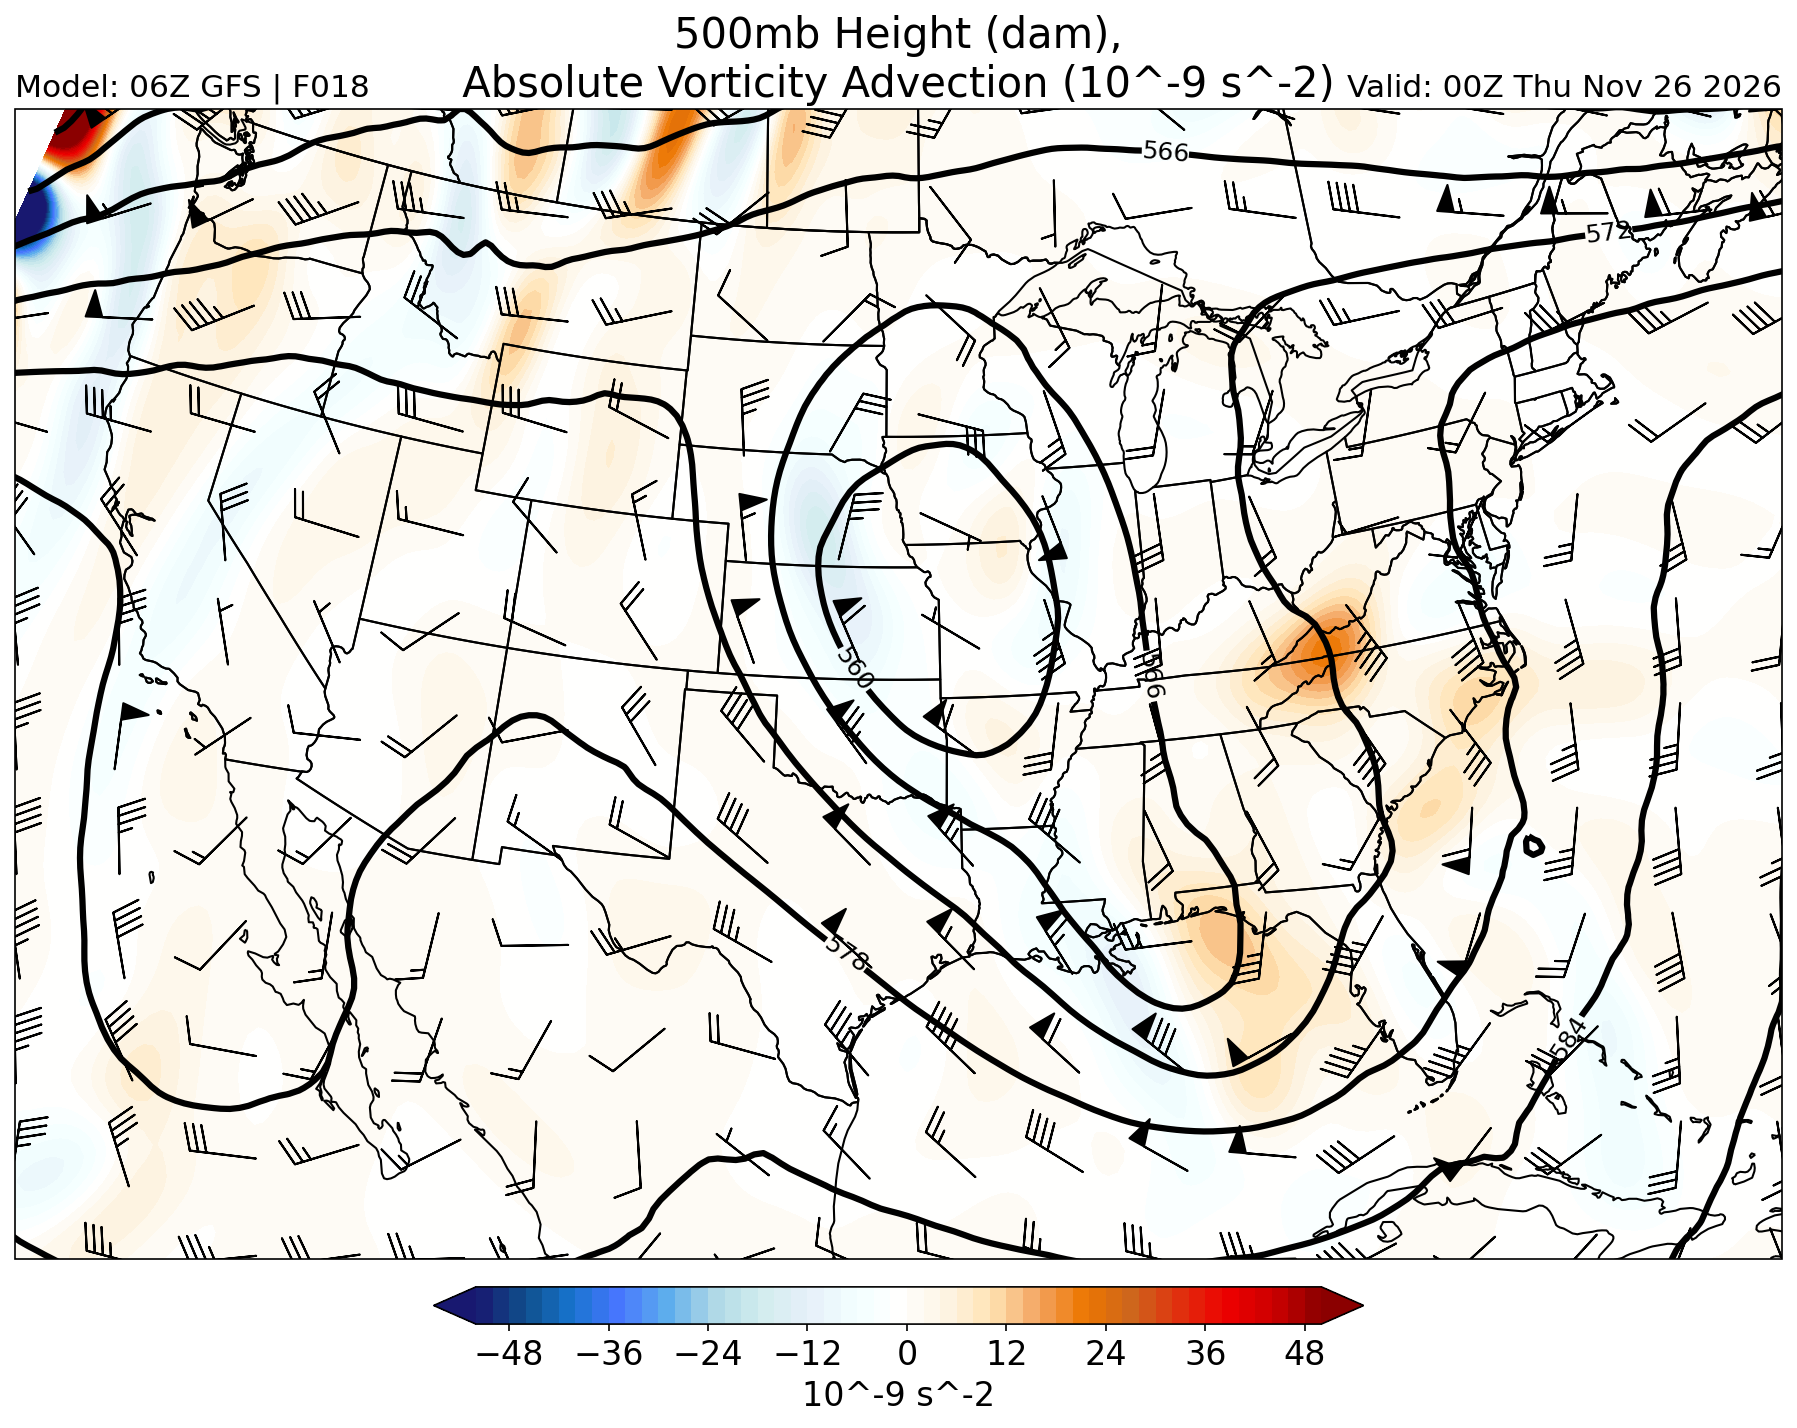 500mb Height (dam),
Model: 06Z GFS | F018
Absolute Vorticity Advection (10^-9 s^-2)
Valid: 00Z Thu Nov 26 2026
566
572
560
566
578
584
−48 −36 −24 −12 0 12 24 36 48
10^-9 s^-2